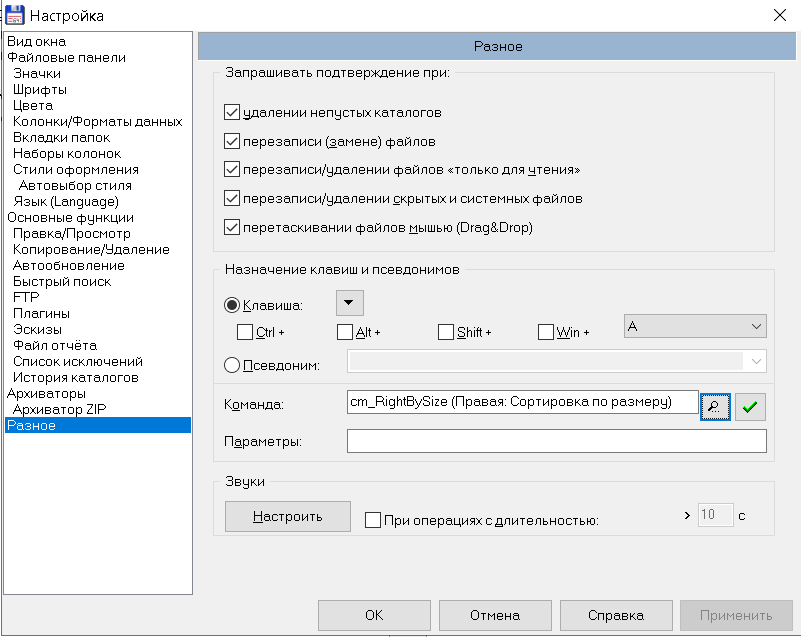 Настройка
Вид окна
Файловые панели
Значки
Шрифты
Цвета
Колонки/Форматы данных
Вкладки папок
Наборы колонок
Стили оформления
Автовыбор стиля
Язык (Language)
Основные функции
Правка/Просмотр
Копирование/Удаление
Автообновление
Быстрый поиск
FTP
Плагины
Эскизы
Файл отчёта
Список исключений
История каталогов
Архиваторы
Архиватор ZIP
Разное
Разное
Запрашивать подтверждение при:
удалении непустых каталогов
перезаписи (замене) файлов
перезаписи/удалении файлов «только для чтения»
перезаписи/удалении скрытых и системных файлов
перетаскивании файлов мышью (Drag&Drop)
Назначение клавиш и псевдонимов
Клавиша:
Ctrl + Alt + Shift + Win + A
Псевдоним:
Команда: cm_RightBySize (Правая: Сортировка по размеру)
Параметры:
Звуки
Настроить При операциях с длительностью: > 10 с
ОК Отмена Справка Применить